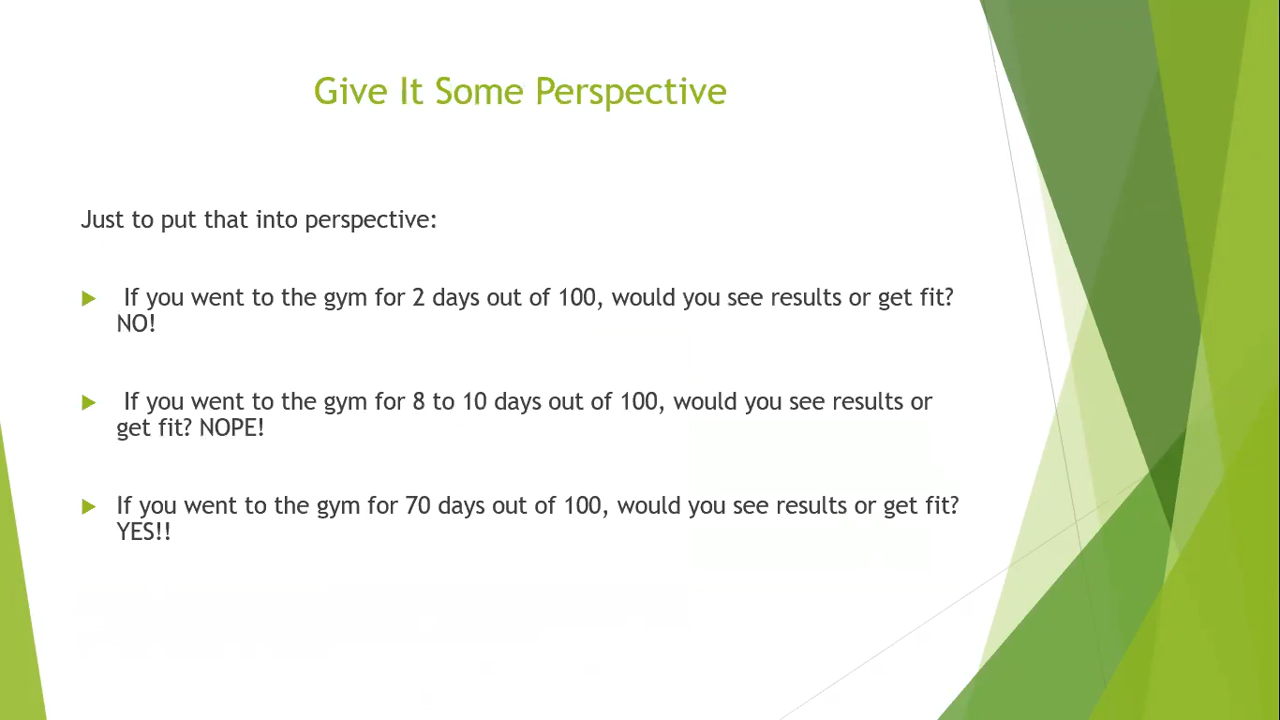 Give It Some Perspective
Just to put that into perspective:
If you went to the gym for 2 days out of 100, would you see results or get fit?
NO!
If you went to the gym for 8 to 10 days out of 100, would you see results or
get fit? NOPE!
If you went to the gym for 70 days out of 100, would you see results or get fit?
YES!!